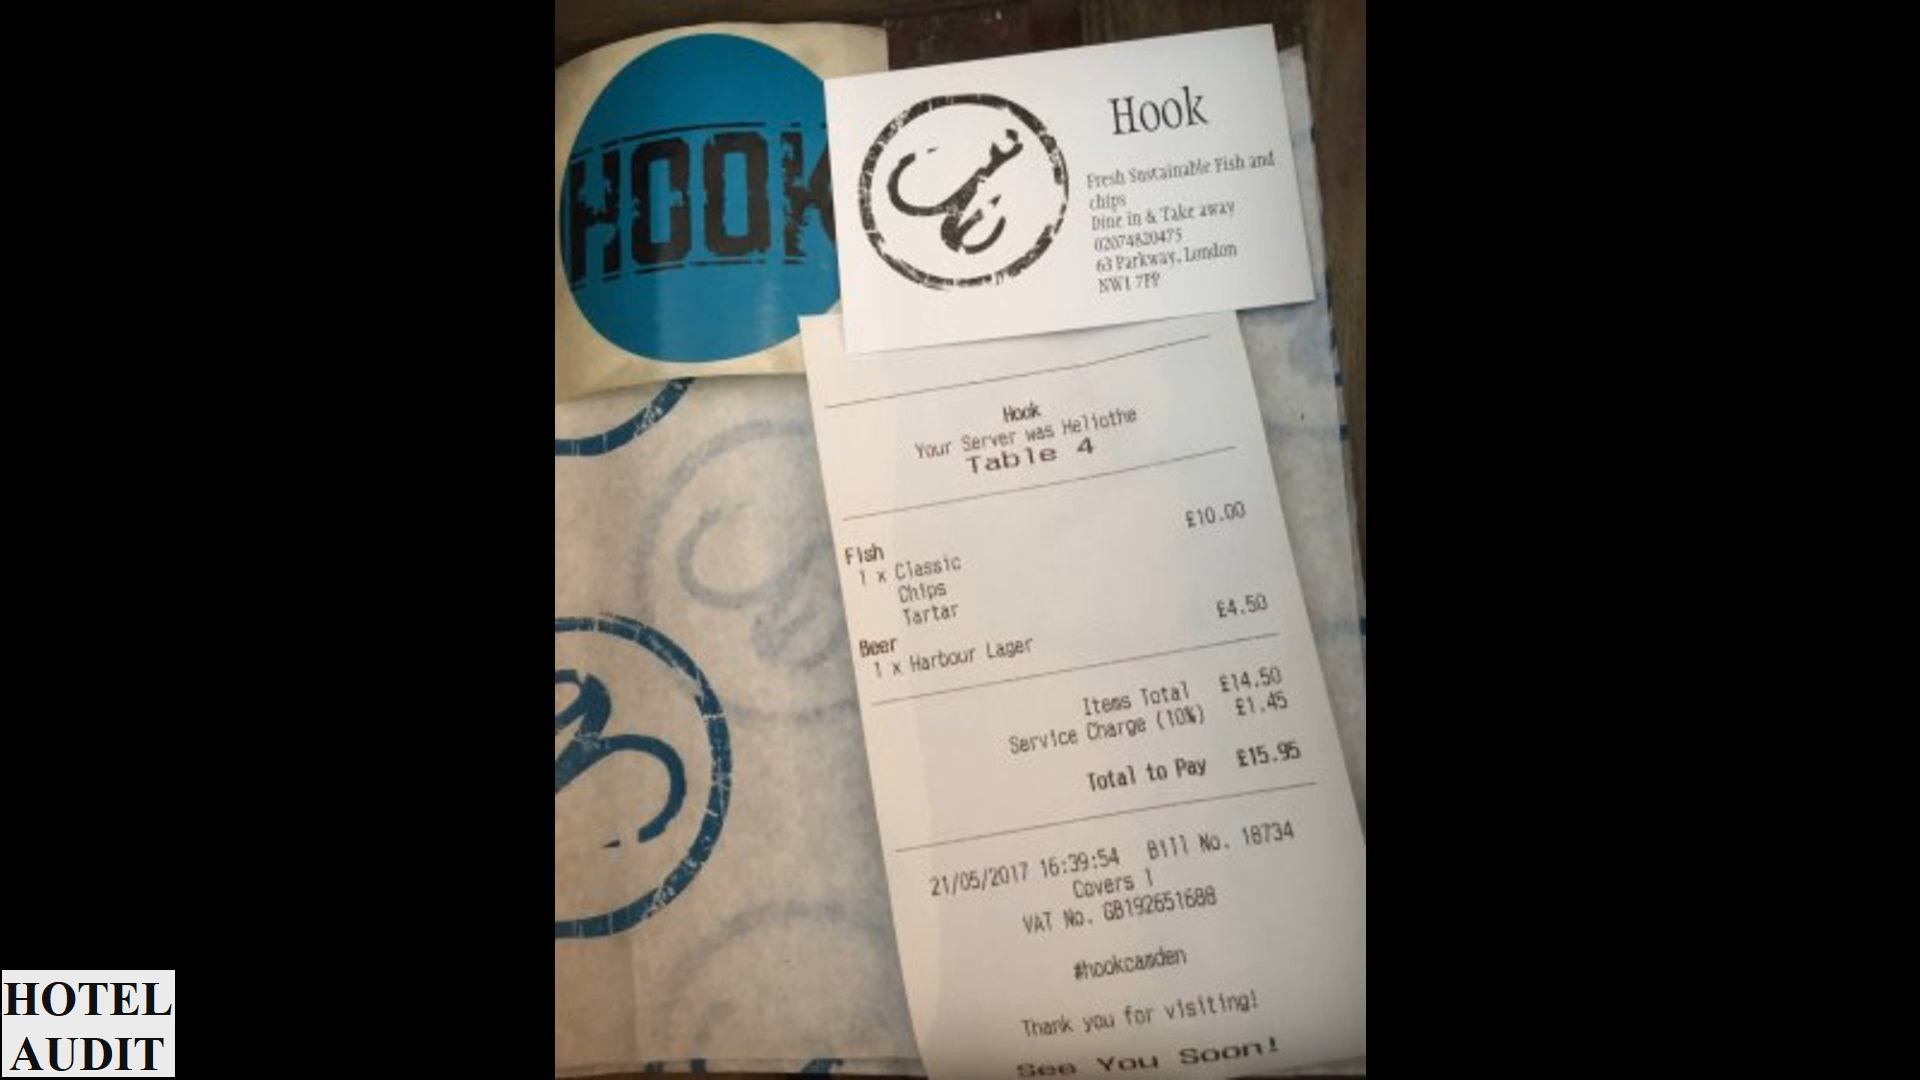 HOOK
Hook
Fresh Sustainable Fish and
chips
Dine in & Take away
02074820475
63 Parkway, London
NW1 7PP
Hook
Your Server was Heliothe
Table 4
£10.00
Fish
1 x Classic
Chips
Tartar
£4.50
Beer
1 x Harbour Lager
Items Total £14.50
Service Charge (10%) £1.45
Total to Pay £15.95
21/05/2017 16:39:54 Bill No. 18734
Covers 1
VAT No. GB192651688
#hookcamden
Thank you for visiting!
See You Soon!
HOTEL
AUDIT